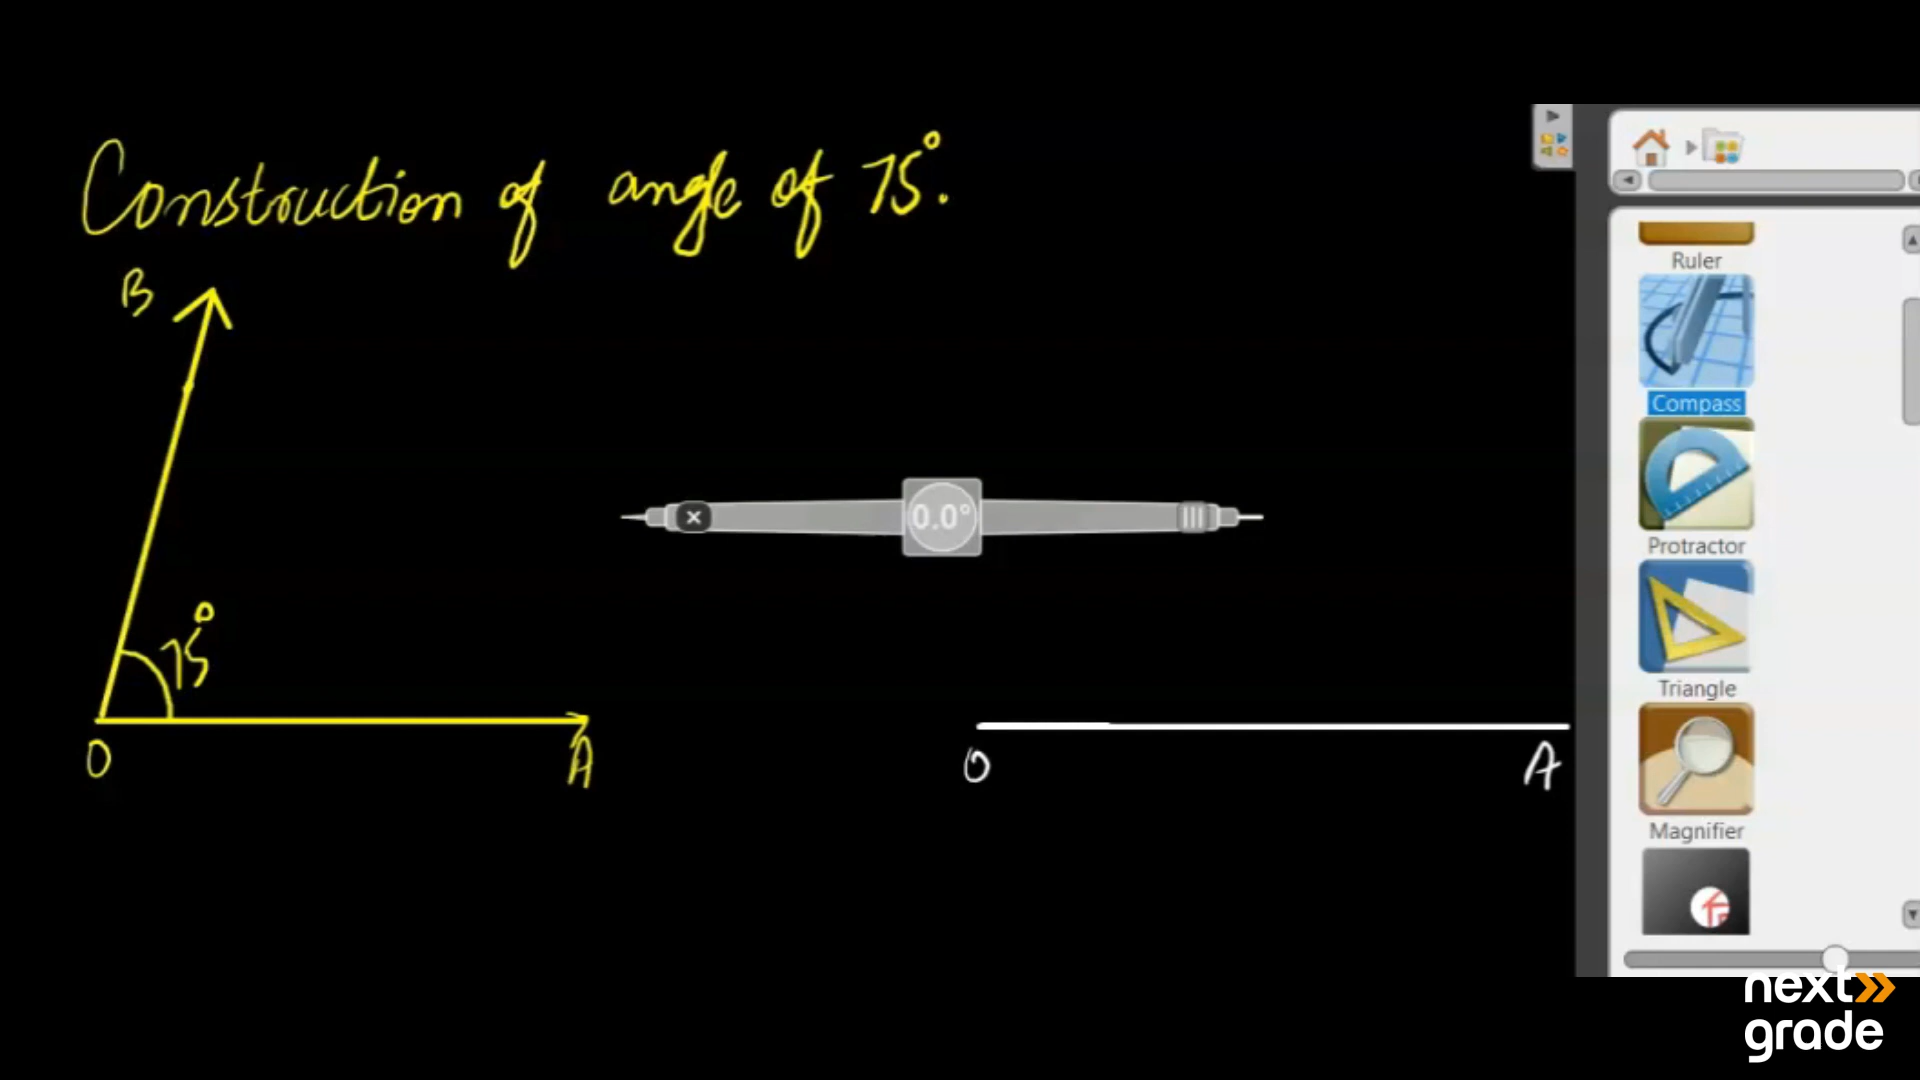 Construction of angle of 75°.
B
75°
O
A
0.0°
O
A
Ruler
Compass
Protractor
Triangle
Magnifier
next
grade